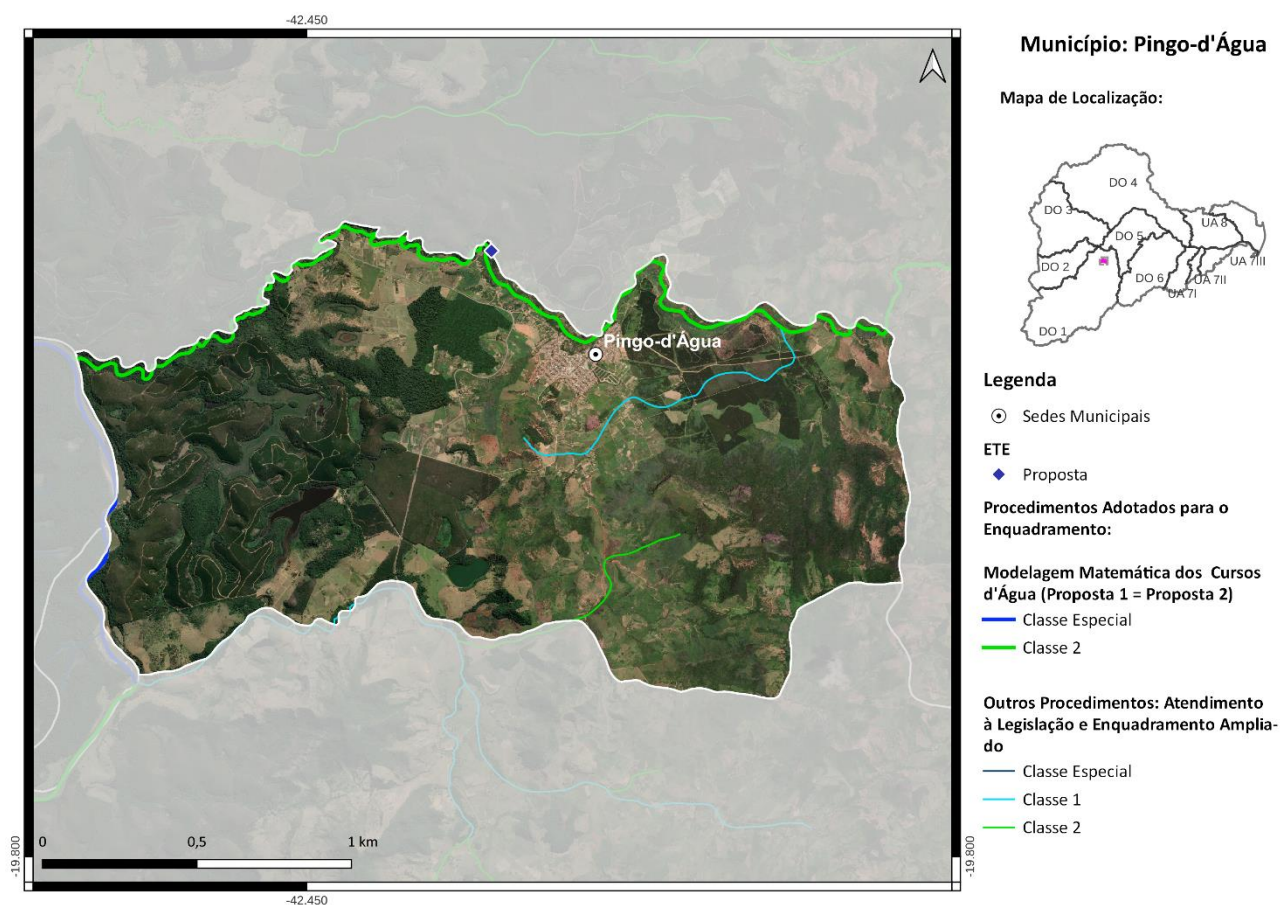 -42.450
Município: Pingo-d'Água
Mapa de Localização:
DO 4
DO 3
UA 8
DO 5
UA 7III
DO 2
DO 6
UA 7II
UA 7I
DO 1
Pingo-d'Água
Legenda
Sedes Municipais
ETE
Proposta
Procedimentos Adotados para o
Enquadramento:
Modelagem Matemática dos Cursos
d'Água (Proposta 1 = Proposta 2)
Classe Especial
Classe 2
Outros Procedimentos: Atendimento
à Legislação e Enquadramento Amplia-
do
Classe Especial
Classe 1
Classe 2
0 0,5 1 km
-19.800
-19.800
-42.450